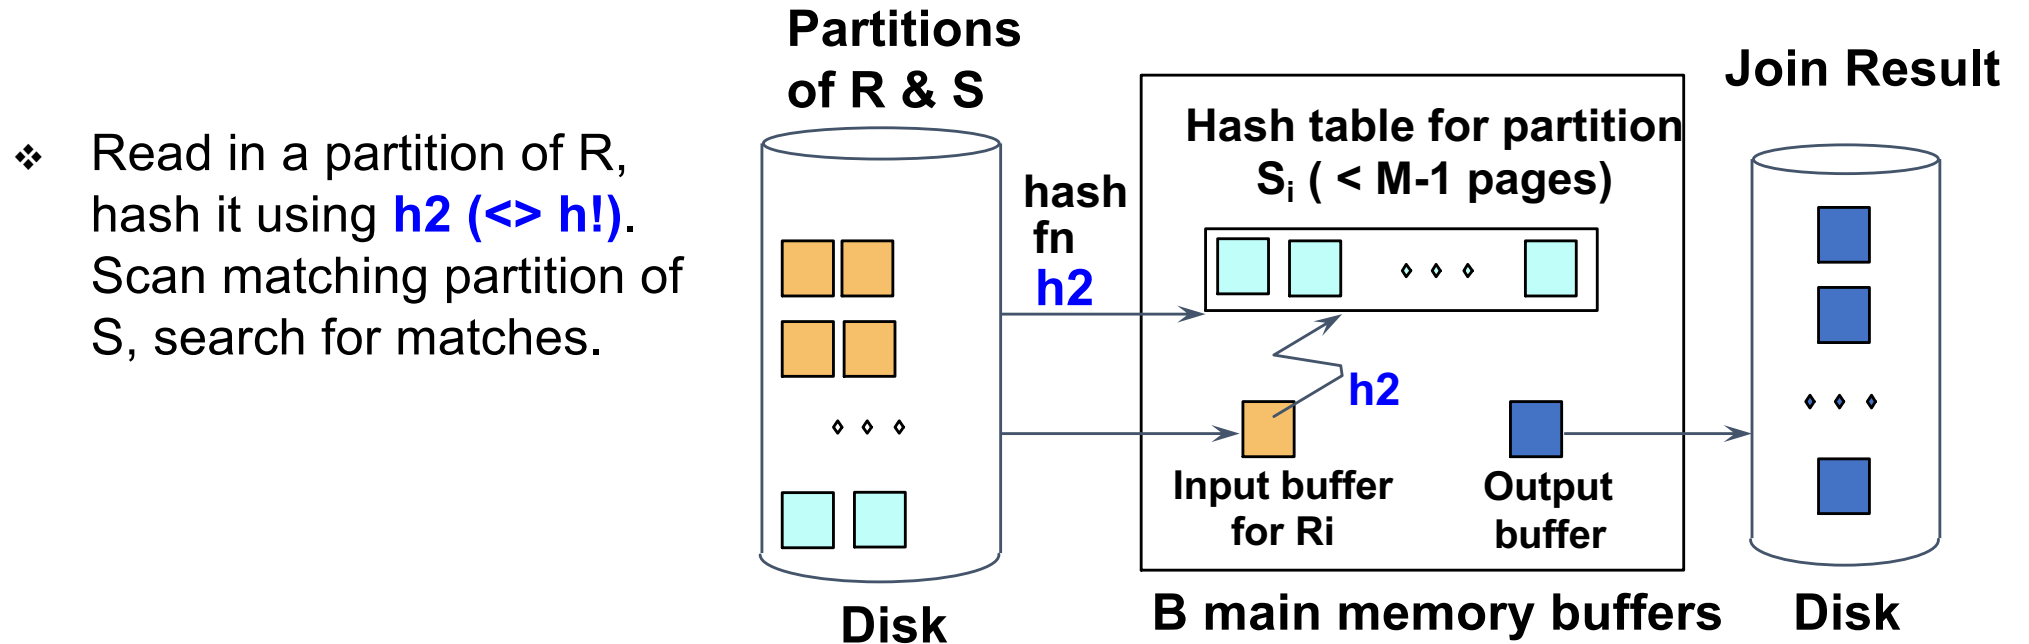 ❖ Read in a partition of R,
hash it using h2 (<> h!).
Scan matching partition of
S, search for matches.
Partitions
of R & S
hash
fn
h2
Disk
Hash table for partition
Si ( < M-1 pages)
h2
Input buffer
for Ri
Output
buffer
B main memory buffers
Join Result
Disk